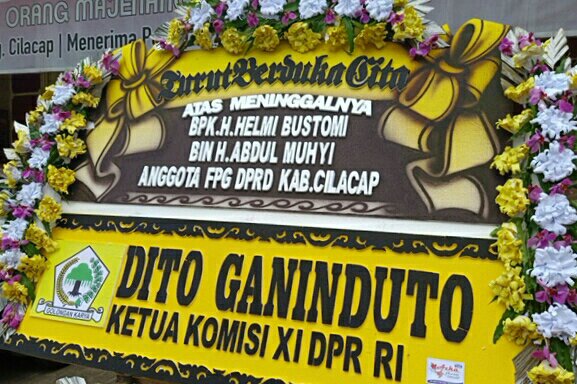 ORANG MAJENAN
g. Cilacap | Menerima P
Turut Berduka Cita
ATAS MENINGGALNYA
BPK.H.HELMI BUSTOMI
BIN H.ABDUL MUHYI
ANGGOTA FPG DPRD KAB.CILACAP
GOLONGAN KARYA
DITO GANINDUTO
KETUA KOMISI XI DPR RI